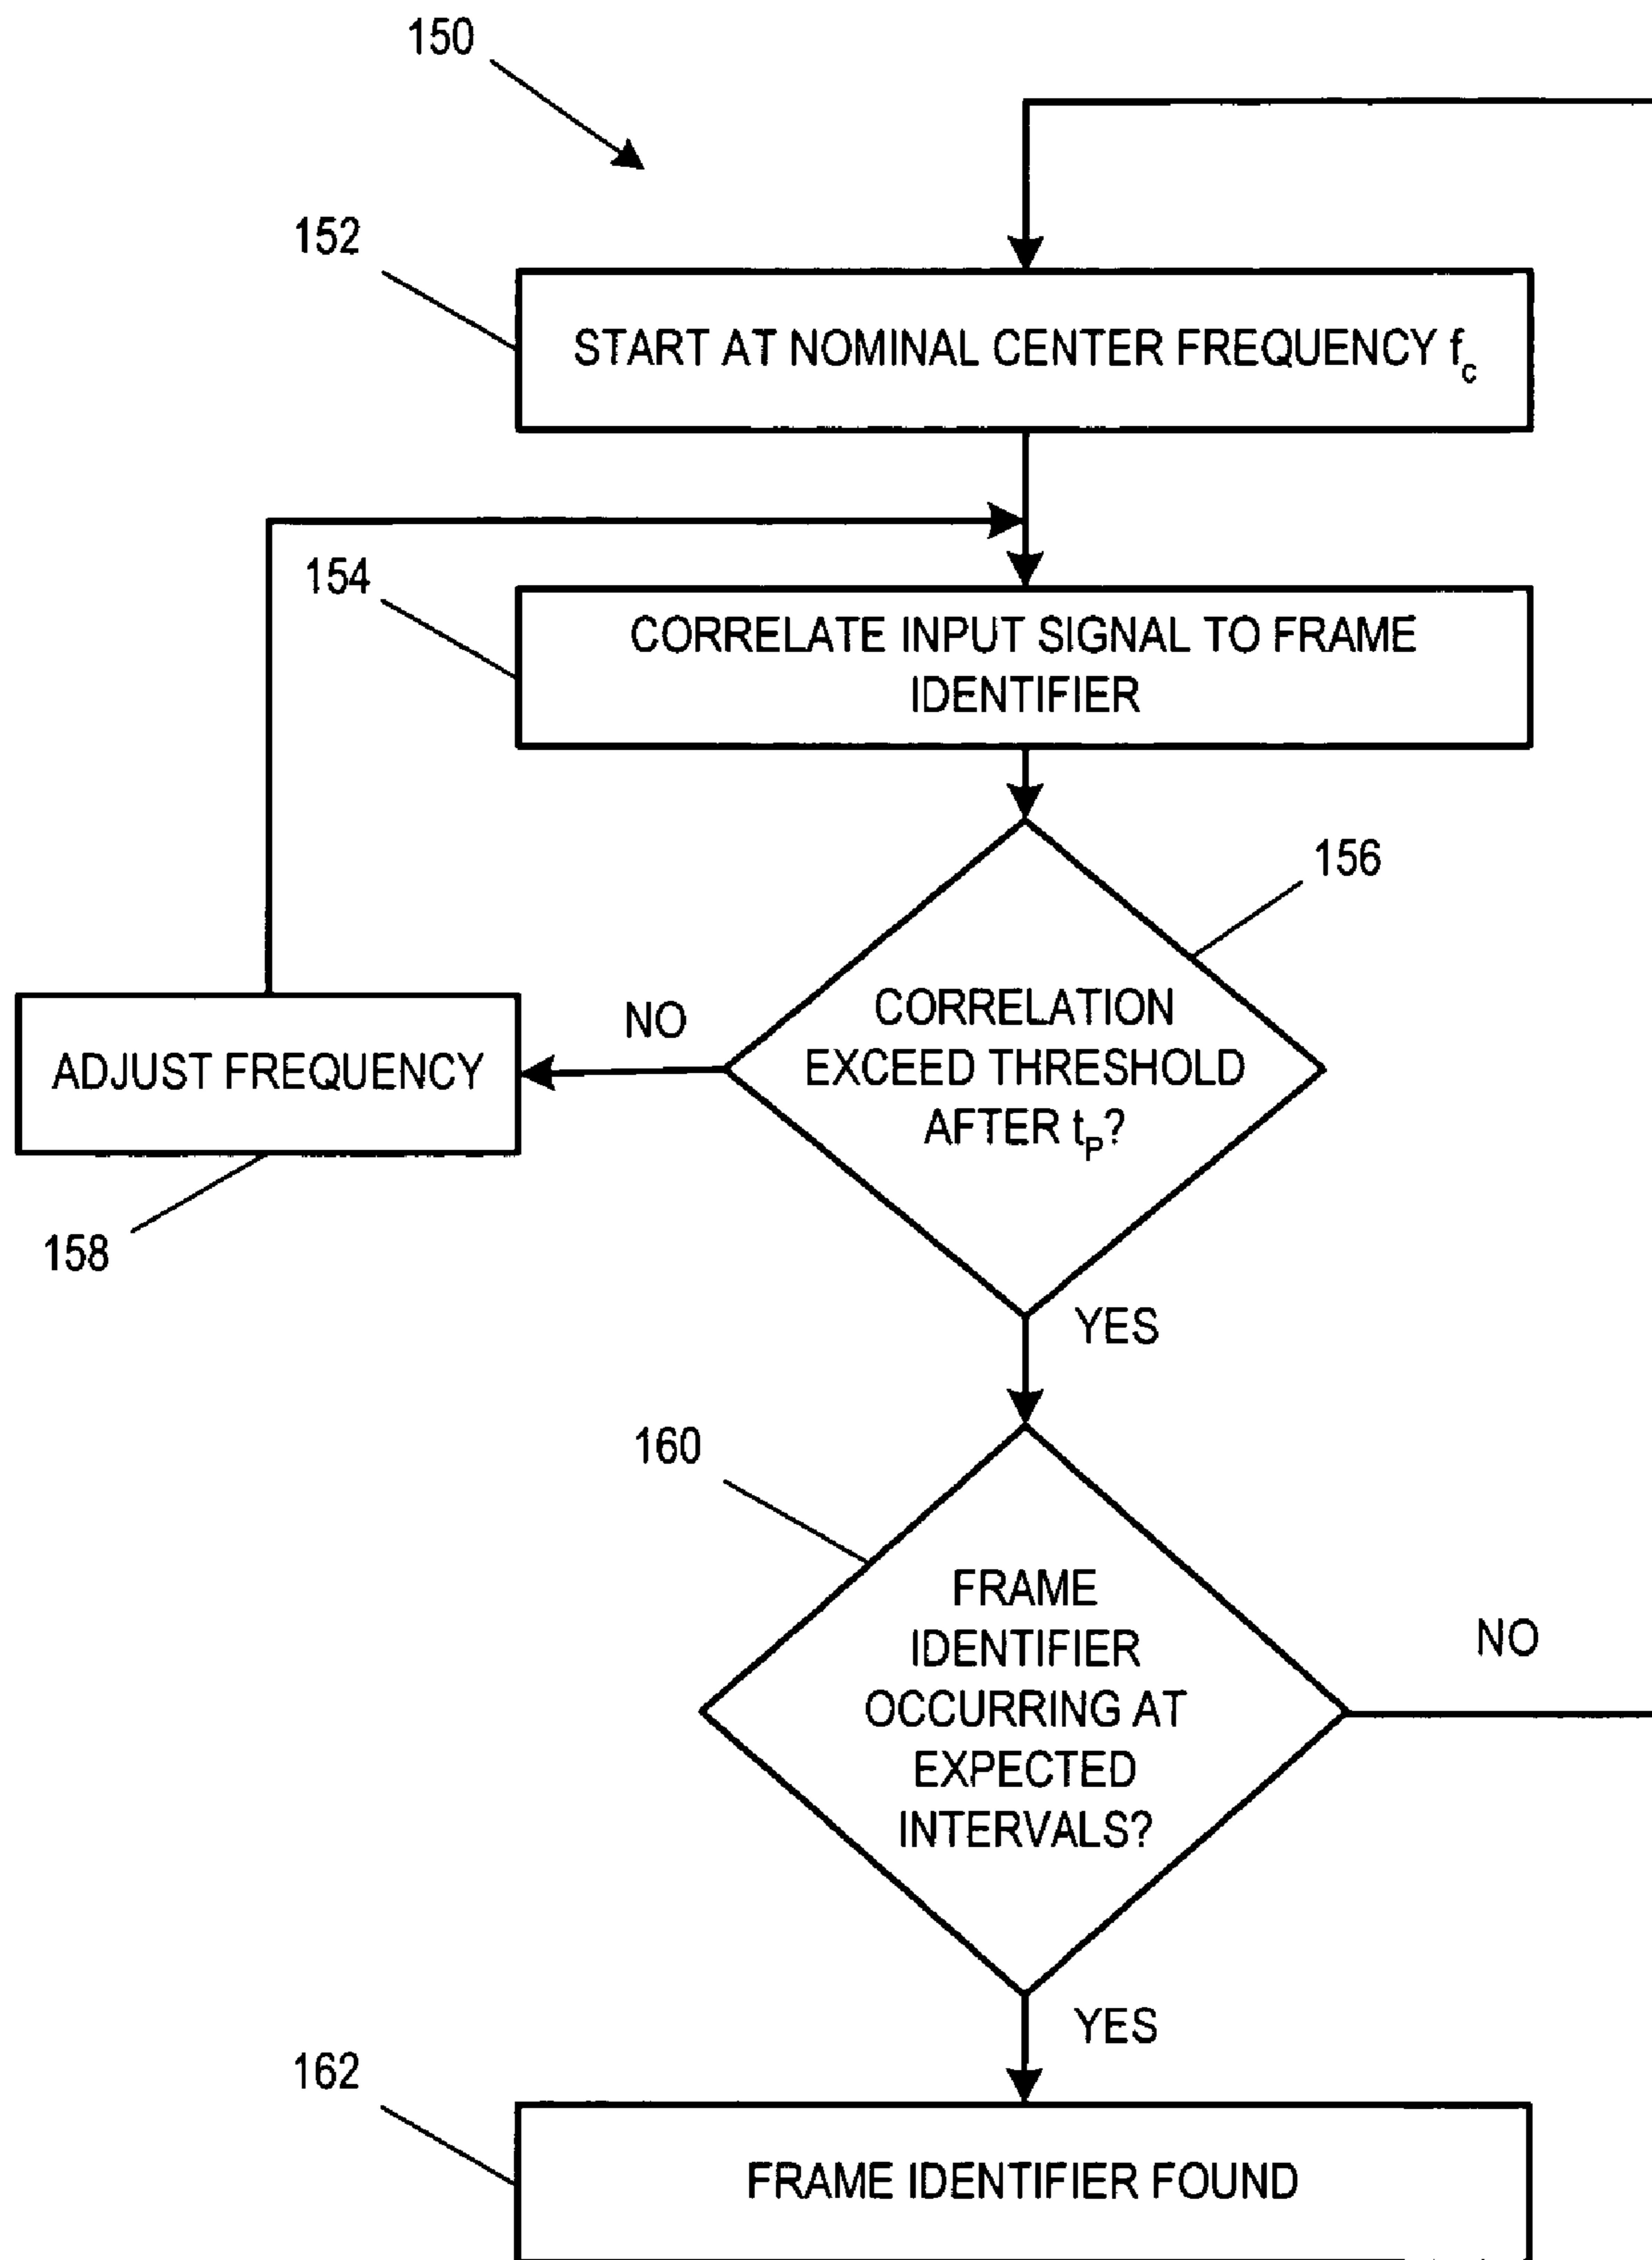 150
152
START AT NOMINAL CENTER FREQUENCY fc
154
CORRELATE INPUT SIGNAL TO FRAME
IDENTIFIER
156
CORRELATION
EXCEED THRESHOLD
AFTER tP?
NO
ADJUST FREQUENCY
158
YES
160
FRAME
IDENTIFIER
OCCURRING AT
EXPECTED
INTERVALS?
NO
YES
162
FRAME IDENTIFIER FOUND